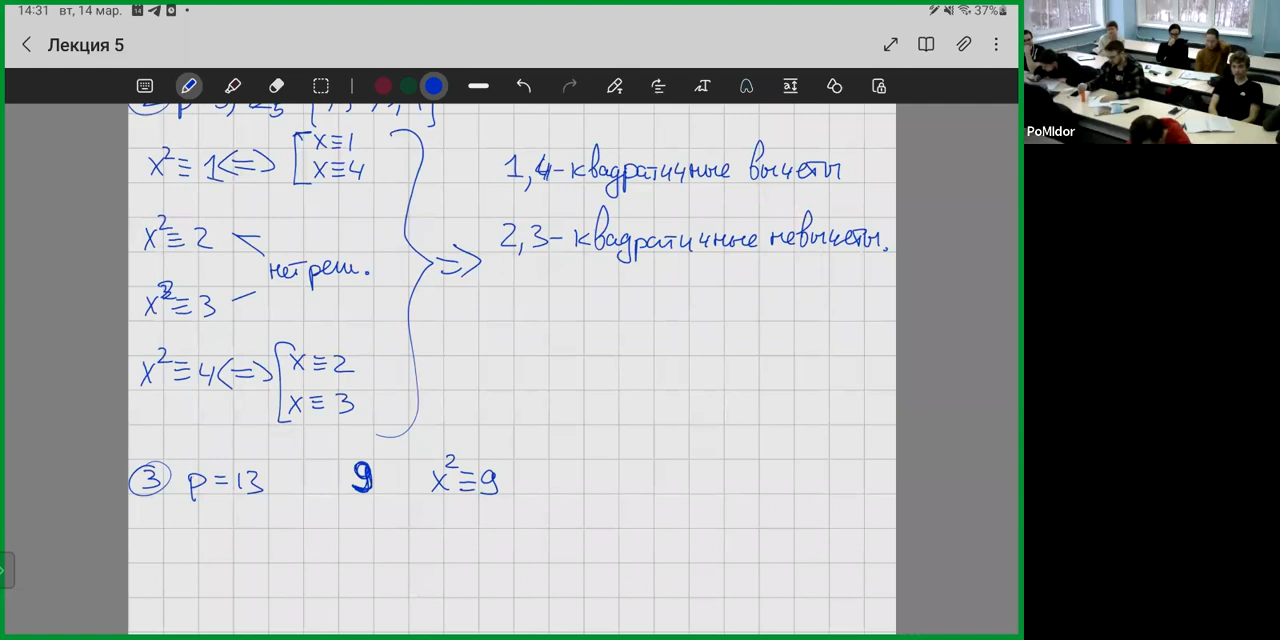 14:31 вт, 14 мар.
37%
Лекция 5
x² ≡ 1 <=> [ x ≡ 1
x ≡ 4
1,4 - квадратичные вычеты
x² ≡ 2
2,3 - квадратичные невычеты.
нет реш.
x² ≡ 3
=>
x² ≡ 4 <=> [ x ≡ 2
x ≡ 3
③ p = 13 9 x² ≡ 9
PoMIdor